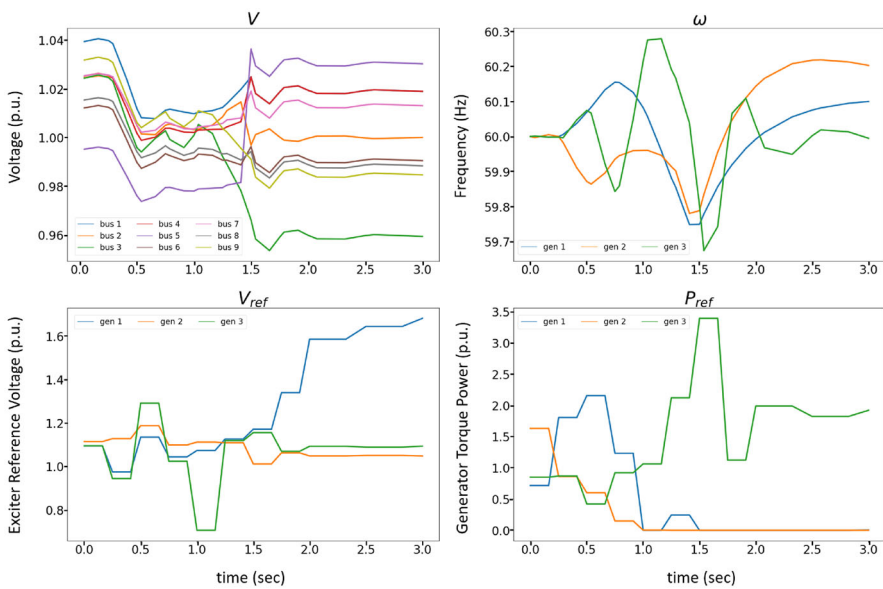 V
Voltage (p.u.)
1.04
1.02
1.00
0.98
0.96
bus 1 bus 4 bus 7
bus 2 bus 5 bus 8
bus 3 bus 6 bus 9
0.0 0.5 1.0 1.5 2.0 2.5 3.0
ω
Frequency (Hz)
60.3
60.2
60.1
60.0
59.9
59.8
59.7
gen 1 gen 2 gen 3
0.0 0.5 1.0 1.5 2.0 2.5 3.0
Vref
Exciter Reference Voltage (p.u.)
gen 1 gen 2 gen 3
1.6
1.4
1.2
1.0
0.8
0.0 0.5 1.0 1.5 2.0 2.5 3.0
time (sec)
Pref
Generator Torque Power (p.u.)
gen 1 gen 2 gen 3
3.5
3.0
2.5
2.0
1.5
1.0
0.5
0.0
0.0 0.5 1.0 1.5 2.0 2.5 3.0
time (sec)